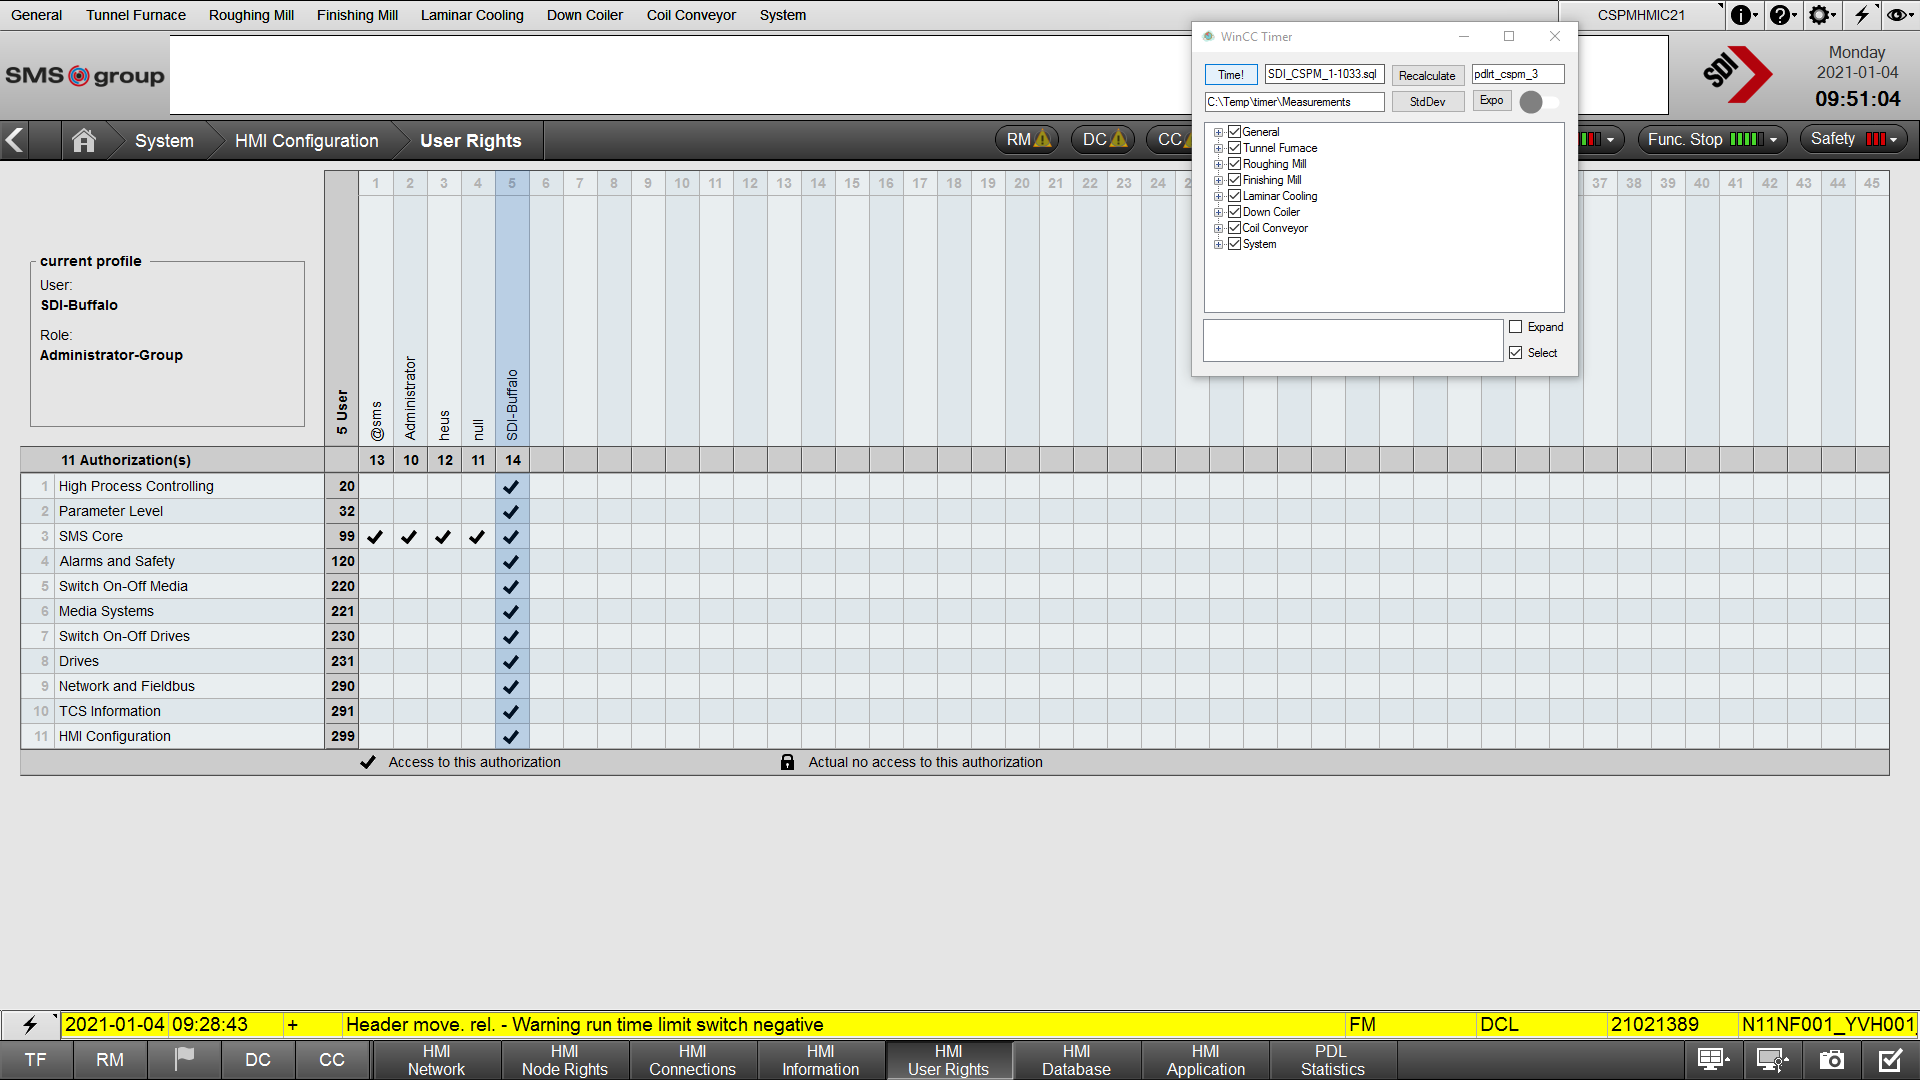 General Tunnel Furnace Roughing Mill Finishing Mill Laminar Cooling Down Coiler Coil Conveyor System CSPMHMIC21
WinCC Timer
SMS group
SDI
Monday
2021-01-04
09:51:04
Time! SDI_CSPM_1-1033.sql Recalculate pdlrt_cspm_3
C:\Temp\timer\Measurements StdDev Expo
System HMI Configuration User Rights RM DC CC Func. Stop Safety
General
Tunnel Furnace
Roughing Mill
Finishing Mill
Laminar Cooling
Down Coiler
Coil Conveyor
System
Expand
Select
1 2 3 4 5 6 7 8 9 10 11 12 13 14 15 16 17 18 19 20 21 22 23 24 2 37 38 39 40 41 42 43 44 45
current profile
User:
SDI-Buffalo
Role:
Administrator-Group
5 User
@sms
Administrator
heus
null
SDI-Buffalo
11 Authorization(s) 13 10 12 11 14
1 High Process Controlling 20
2 Parameter Level 32
3 SMS Core 99
4 Alarms and Safety 120
5 Switch On-Off Media 220
6 Media Systems 221
7 Switch On-Off Drives 230
8 Drives 231
9 Network and Fieldbus 290
10 TCS Information 291
11 HMI Configuration 299
Access to this authorization Actual no access to this authorization
2021-01-04 09:28:43 + Header move. rel. - Warning run time limit switch negative FM DCL 21021389 N11NF001_YVH001
TF RM DC CC
HMI Network
HMI Node Rights
HMI Connections
HMI Information
HMI User Rights
HMI Database
HMI Application
PDL Statistics